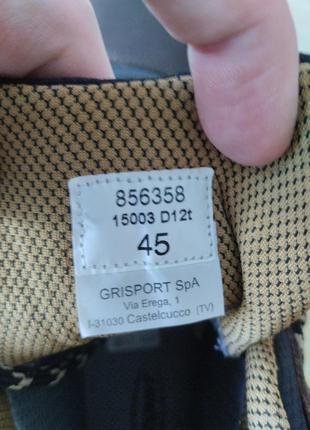 856358
15003 D12t
45
GRISPORT SpA
Via Erega, 1
I-31030 Castelcucco (TV)